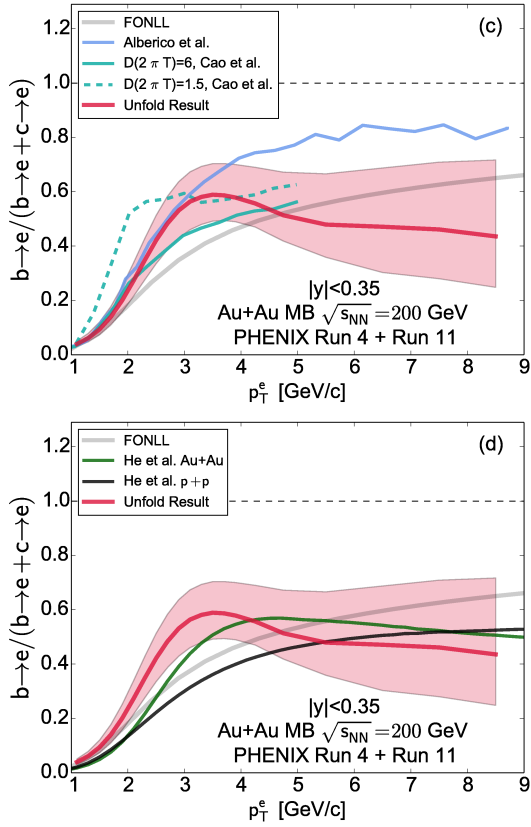 (c)
FONLL
Alberico et al.
D(2 π T)=6, Cao et al.
D(2 π T)=1.5, Cao et al.
Unfold Result
b→e/(b→e+c→e)
1.2
1.0
0.8
0.6
0.4
0.2
0.0
|y|<0.35
Au+Au MB √sNN = 200 GeV
PHENIX Run 4 + Run 11
1 2 3 4 5 6 7 8 9
pTe [GeV/c]
(d)
FONLL
He et al. Au+Au
He et al. p+p
Unfold Result
b→e/(b→e+c→e)
1.2
1.0
0.8
0.6
0.4
0.2
0.0
|y|<0.35
Au+Au MB √sNN = 200 GeV
PHENIX Run 4 + Run 11
1 2 3 4 5 6 7 8 9
pTe [GeV/c]